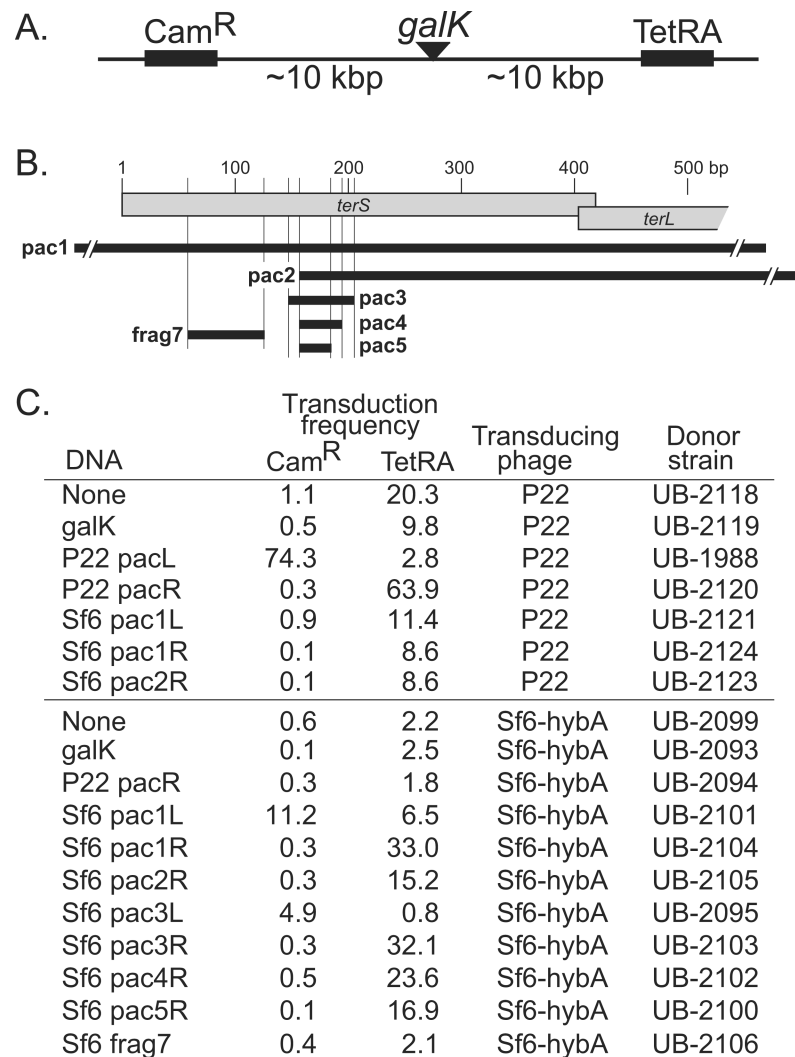 A.
Cam^R galK TetRA
~10 kbp ~10 kbp
B.
1 100 200 300 400 500 bp
terS
terL
pac1
pac2
pac3
pac4
frag7
pac5
C.
Transduction
frequency
Transducing Donor
DNA Cam^R TetRA phage strain
None 1.1 20.3 P22 UB-2118
galK 0.5 9.8 P22 UB-2119
P22 pacL 74.3 2.8 P22 UB-1988
P22 pacR 0.3 63.9 P22 UB-2120
Sf6 pac1L 0.9 11.4 P22 UB-2121
Sf6 pac1R 0.1 8.6 P22 UB-2124
Sf6 pac2R 0.1 8.6 P22 UB-2123
None 0.6 2.2 Sf6-hybA UB-2099
galK 0.1 2.5 Sf6-hybA UB-2093
P22 pacR 0.3 1.8 Sf6-hybA UB-2094
Sf6 pac1L 11.2 6.5 Sf6-hybA UB-2101
Sf6 pac1R 0.3 33.0 Sf6-hybA UB-2104
Sf6 pac2R 0.3 15.2 Sf6-hybA UB-2105
Sf6 pac3L 4.9 0.8 Sf6-hybA UB-2095
Sf6 pac3R 0.3 32.1 Sf6-hybA UB-2103
Sf6 pac4R 0.5 23.6 Sf6-hybA UB-2102
Sf6 pac5R 0.1 16.9 Sf6-hybA UB-2100
Sf6 frag7 0.4 2.1 Sf6-hybA UB-2106